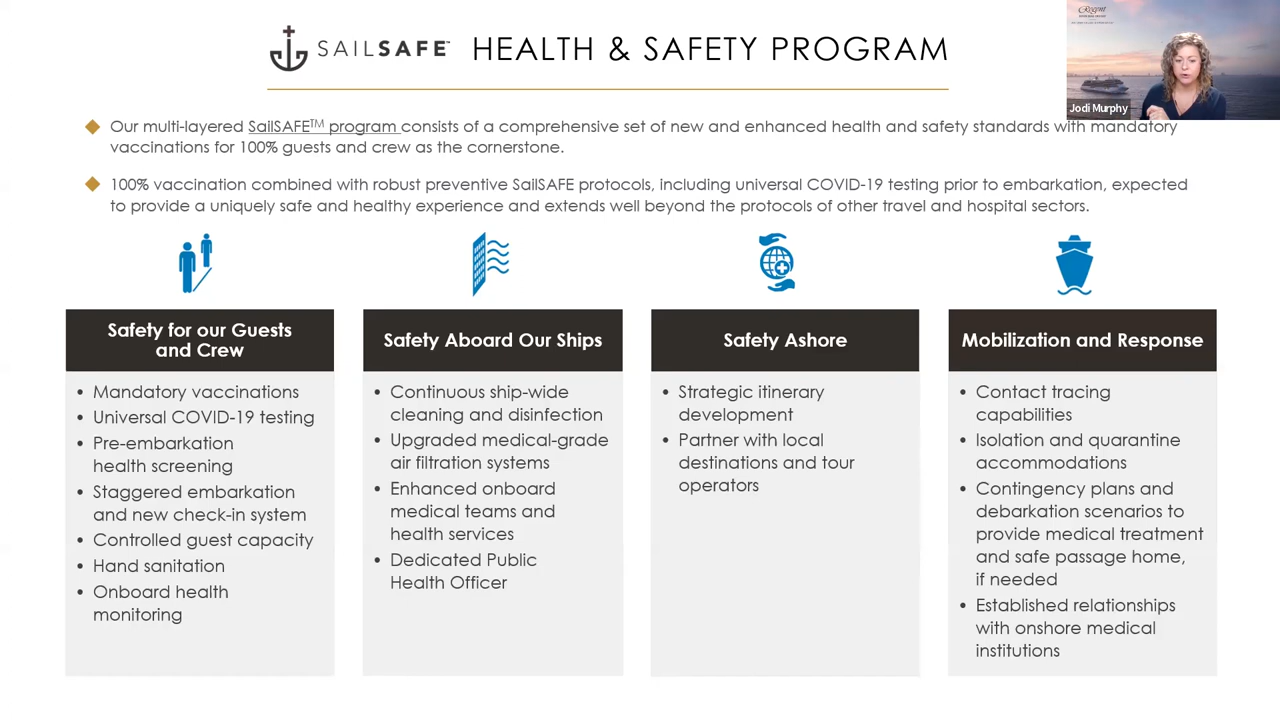 SAILSAFE™ HEALTH & SAFETY PROGRAM
Regent
Jodi Murphy
Our multi-layered SailSAFE™ program consists of a comprehensive set of new and enhanced health and safety standards with mandatory
vaccinations for 100% guests and crew as the cornerstone.
100% vaccination combined with robust preventive SailSAFE protocols, including universal COVID-19 testing prior to embarkation, expected
to provide a uniquely safe and healthy experience and extends well beyond the protocols of other travel and hospital sectors.
Safety for our Guests
and Crew
• Mandatory vaccinations
• Universal COVID-19 testing
• Pre-embarkation
health screening
• Staggered embarkation
and new check-in system
• Controlled guest capacity
• Hand sanitation
• Onboard health
monitoring
Safety Aboard Our Ships
• Continuous ship-wide
cleaning and disinfection
• Upgraded medical-grade
air filtration systems
• Enhanced onboard
medical teams and
health services
• Dedicated Public
Health Officer
Safety Ashore
• Strategic itinerary
development
• Partner with local
destinations and tour
operators
Mobilization and Response
• Contact tracing
capabilities
• Isolation and quarantine
accommodations
• Contingency plans and
debarkation scenarios to
provide medical treatment
and safe passage home,
if needed
• Established relationships
with onshore medical
institutions